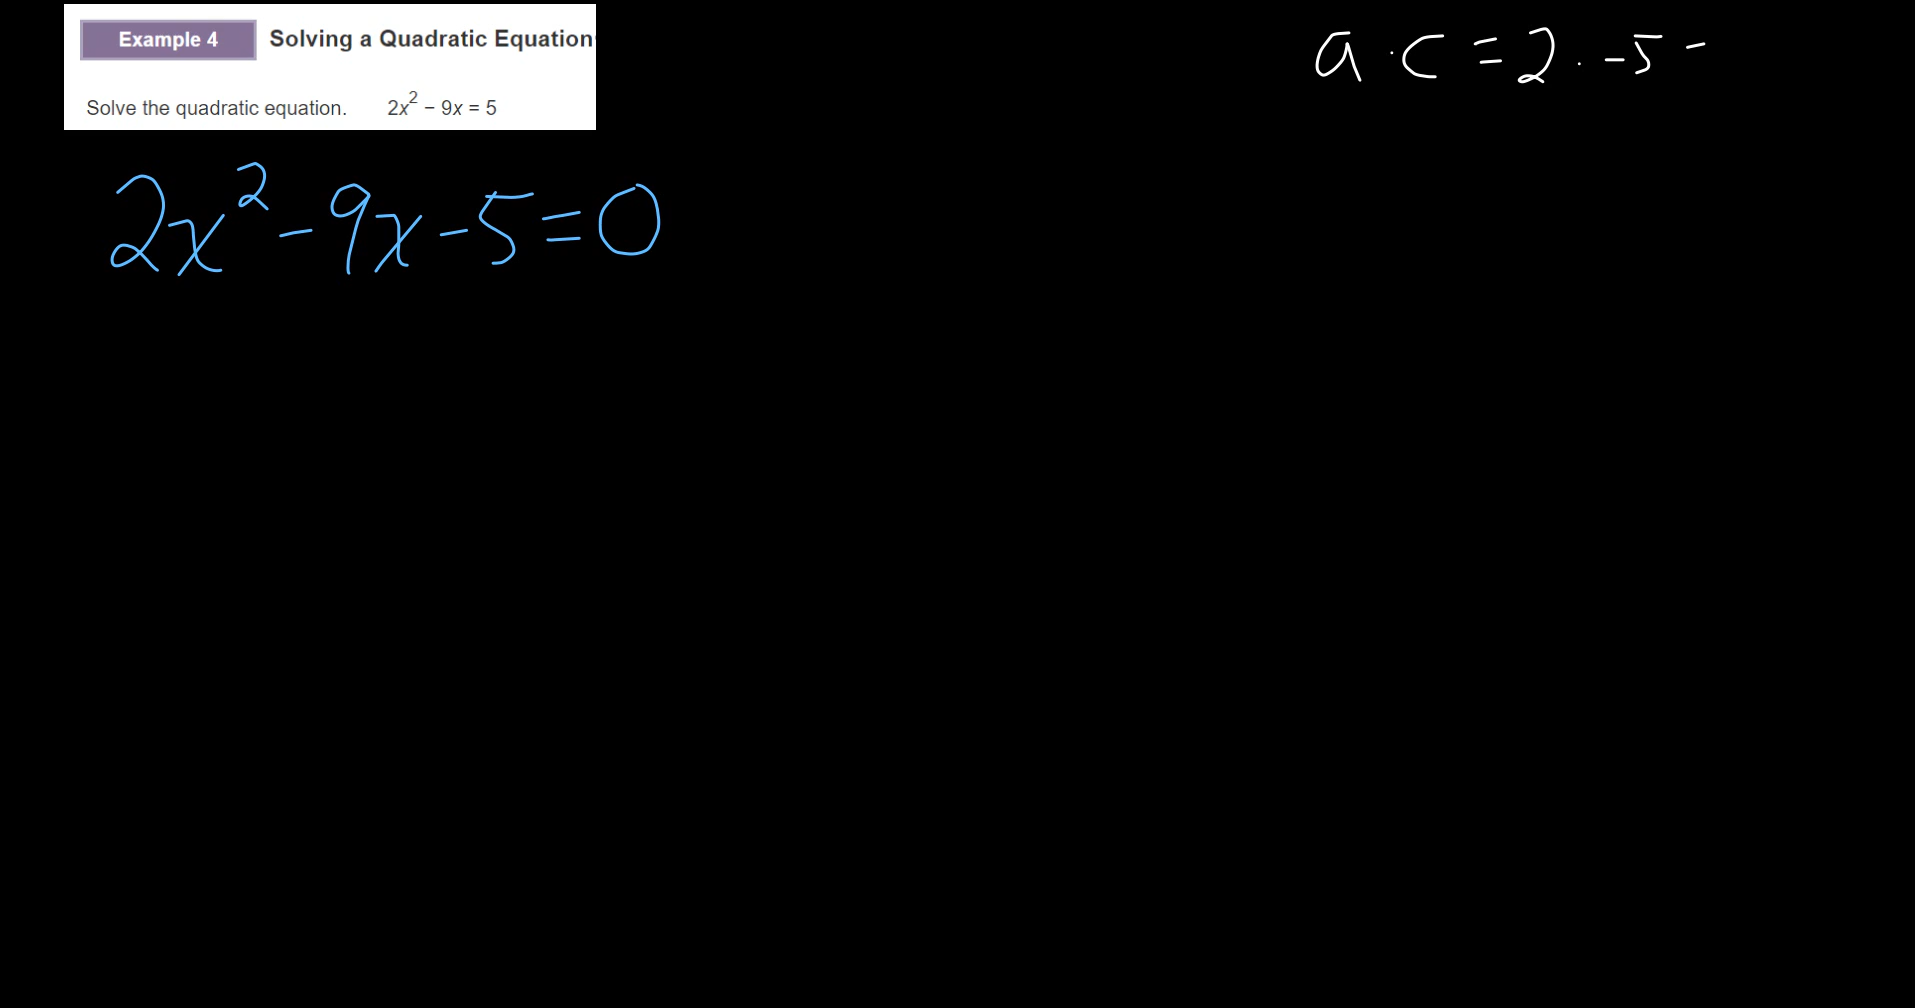 Example 4 Solving a Quadratic Equation
Solve the quadratic equation. 2x² − 9x = 5
a · c = 2 · -5 -
2x² - 9x - 5 = 0